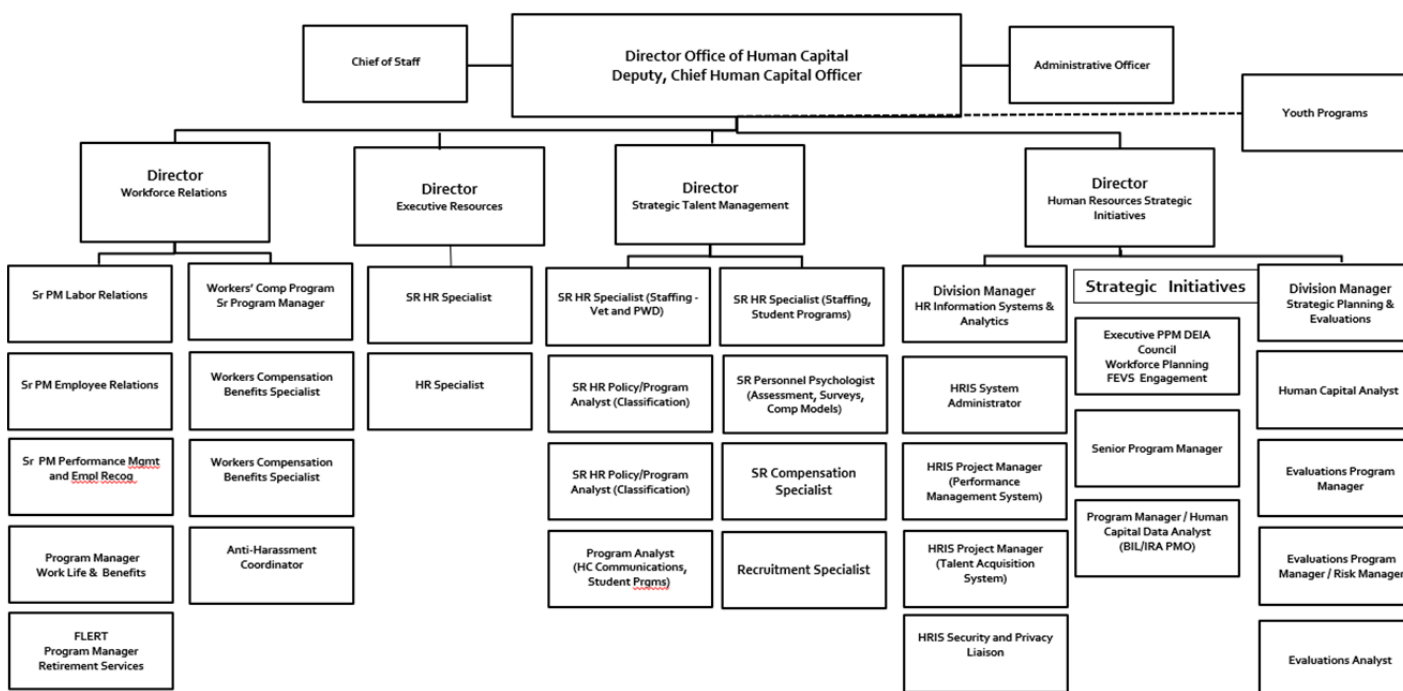 Chief of Staff
Director Office of Human Capital
Deputy, Chief Human Capital Officer
Administrative Officer
Youth Programs
Director
Workforce Relations
Director
Executive Resources
Director
Strategic Talent Management
Director
Human Resources Strategic
Initiatives
Sr PM Labor Relations
Sr PM Employee Relations
Sr PM Performance Mgmt
and Empl Recog
Program Manager
Work Life & Benefits
FLERT
Program Manager
Retirement Services
Workers' Comp Program
Sr Program Manager
Workers Compensation
Benefits Specialist
Workers Compensation
Benefits Specialist
Anti-Harassment
Coordinator
SR HR Specialist
HR Specialist
SR HR Specialist (Staffing -
Vet and PWD)
SR HR Policy/Program
Analyst (Classification)
SR HR Policy/Program
Analyst (Classification)
Program Analyst
(HC Communications,
Student Prgms)
SR HR Specialist (Staffing,
Student Programs)
SR Personnel Psychologist
(Assessment, Surveys,
Comp Models)
SR Compensation
Specialist
Recruitment Specialist
Division Manager
HR Information Systems &
Analytics
HRIS System
Administrator
HRIS Project Manager
(Performance
Management System)
HRIS Project Manager
(Talent Acquisition
System)
HRIS Security and Privacy
Liaison
Strategic Initiatives
Executive PPM DEIA
Council
Workforce Planning
FEVS Engagement
Senior Program Manager
Program Manager / Human
Capital Data Analyst
(BIL/IRA PMO)
Division Manager
Strategic Planning &
Evaluations
Human Capital Analyst
Evaluations Program
Manager
Evaluations Program
Manager / Risk Manager
Evaluations Analyst